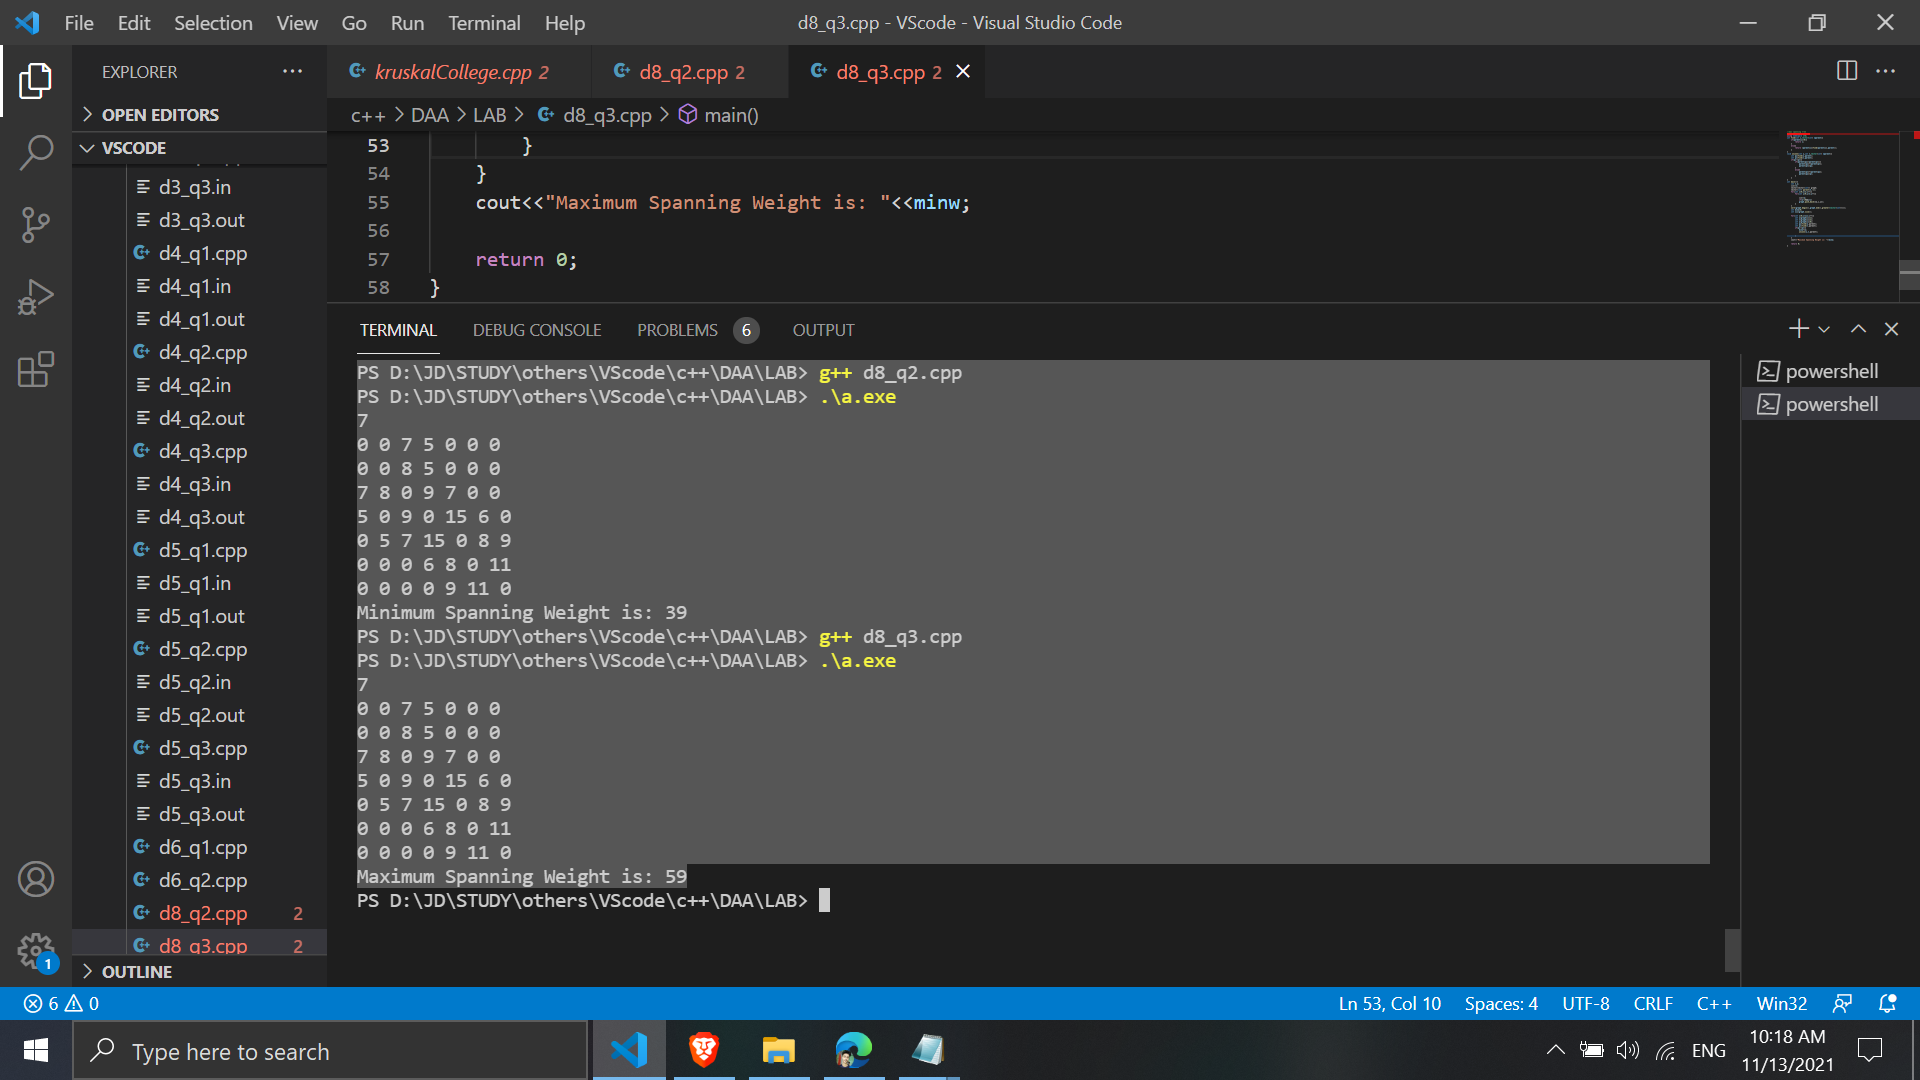 File Edit Selection View Go Run Terminal Help
d8_q3.cpp - VScode - Visual Studio Code
EXPLORER
OPEN EDITORS
VSCODE
d3_q3.in
d3_q3.out
d4_q1.cpp
d4_q1.in
d4_q1.out
d4_q2.cpp
d4_q2.in
d4_q2.out
d4_q3.cpp
d4_q3.in
d4_q3.out
d5_q1.cpp
d5_q1.in
d5_q1.out
d5_q2.cpp
d5_q2.in
d5_q2.out
d5_q3.cpp
d5_q3.in
d5_q3.out
d6_q1.cpp
d6_q2.cpp
d8_q2.cpp 2
d8_q3.cpp 2
OUTLINE
1
kruskalCollege.cpp 2
d8_q2.cpp 2
d8_q3.cpp 2
c++ > DAA > LAB > d8_q3.cpp > main()
53 }
54 }
55 cout<<"Maximum Spanning Weight is: "<<minw;
56
57 return 0;
58 }
TERMINAL DEBUG CONSOLE PROBLEMS 6 OUTPUT
PS D:\JD\STUDY\others\VScode\c++\DAA\LAB> g++ d8_q2.cpp
PS D:\JD\STUDY\others\VScode\c++\DAA\LAB> .\a.exe
7
0 0 7 5 0 0 0
0 0 8 5 0 0 0
7 8 0 9 7 0 0
5 0 9 0 15 6 0
0 5 7 15 0 8 9
0 0 0 6 8 0 11
0 0 0 0 9 11 0
Minimum Spanning Weight is: 39
PS D:\JD\STUDY\others\VScode\c++\DAA\LAB> g++ d8_q3.cpp
PS D:\JD\STUDY\others\VScode\c++\DAA\LAB> .\a.exe
7
0 0 7 5 0 0 0
0 0 8 5 0 0 0
7 8 0 9 7 0 0
5 0 9 0 15 6 0
0 5 7 15 0 8 9
0 0 0 6 8 0 11
0 0 0 0 9 11 0
Maximum Spanning Weight is: 59
PS D:\JD\STUDY\others\VScode\c++\DAA\LAB>
powershell
powershell
6 0
Ln 53, Col 10 Spaces: 4 UTF-8 CRLF C++ Win32
Type here to search
ENG
10:18 AM
11/13/2021